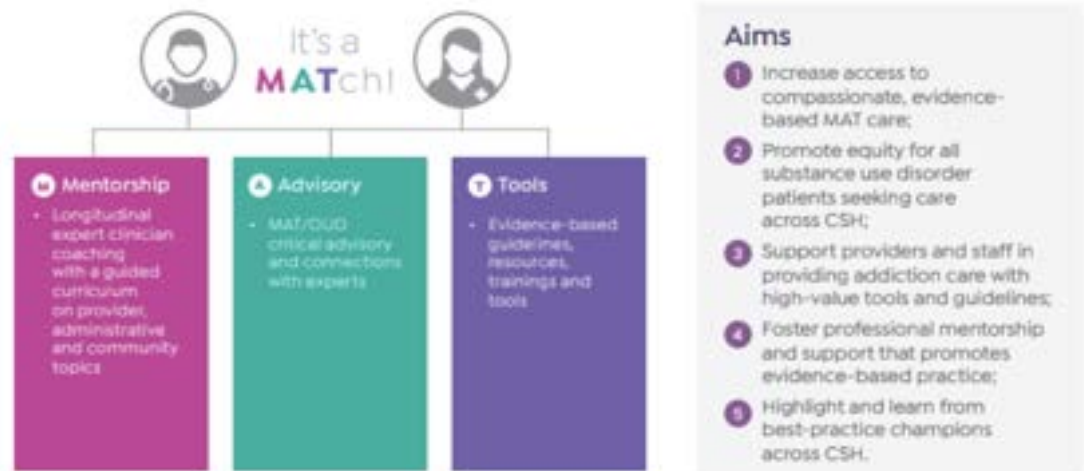 It's a
MATch!
M Mentorship
• Longitudinal
expert clinician
coaching
with a guided
curriculum
on provider,
administrative
and community
topics
A Advisory
• MAT/OUD
critical advisory
and connections
with experts
T Tools
• Evidence-based
guidelines,
resources,
trainings and
tools
Aims
1 Increase access to
compassionate, evidence-
based MAT care;
2 Promote equity for all
substance use disorder
patients seeking care
across CSH;
3 Support providers and staff in
providing addiction care with
high-value tools and guidelines;
4 Foster professional mentorship
and support that promotes
evidence-based practice;
5 Highlight and learn from
best-practice champions
across CSH.